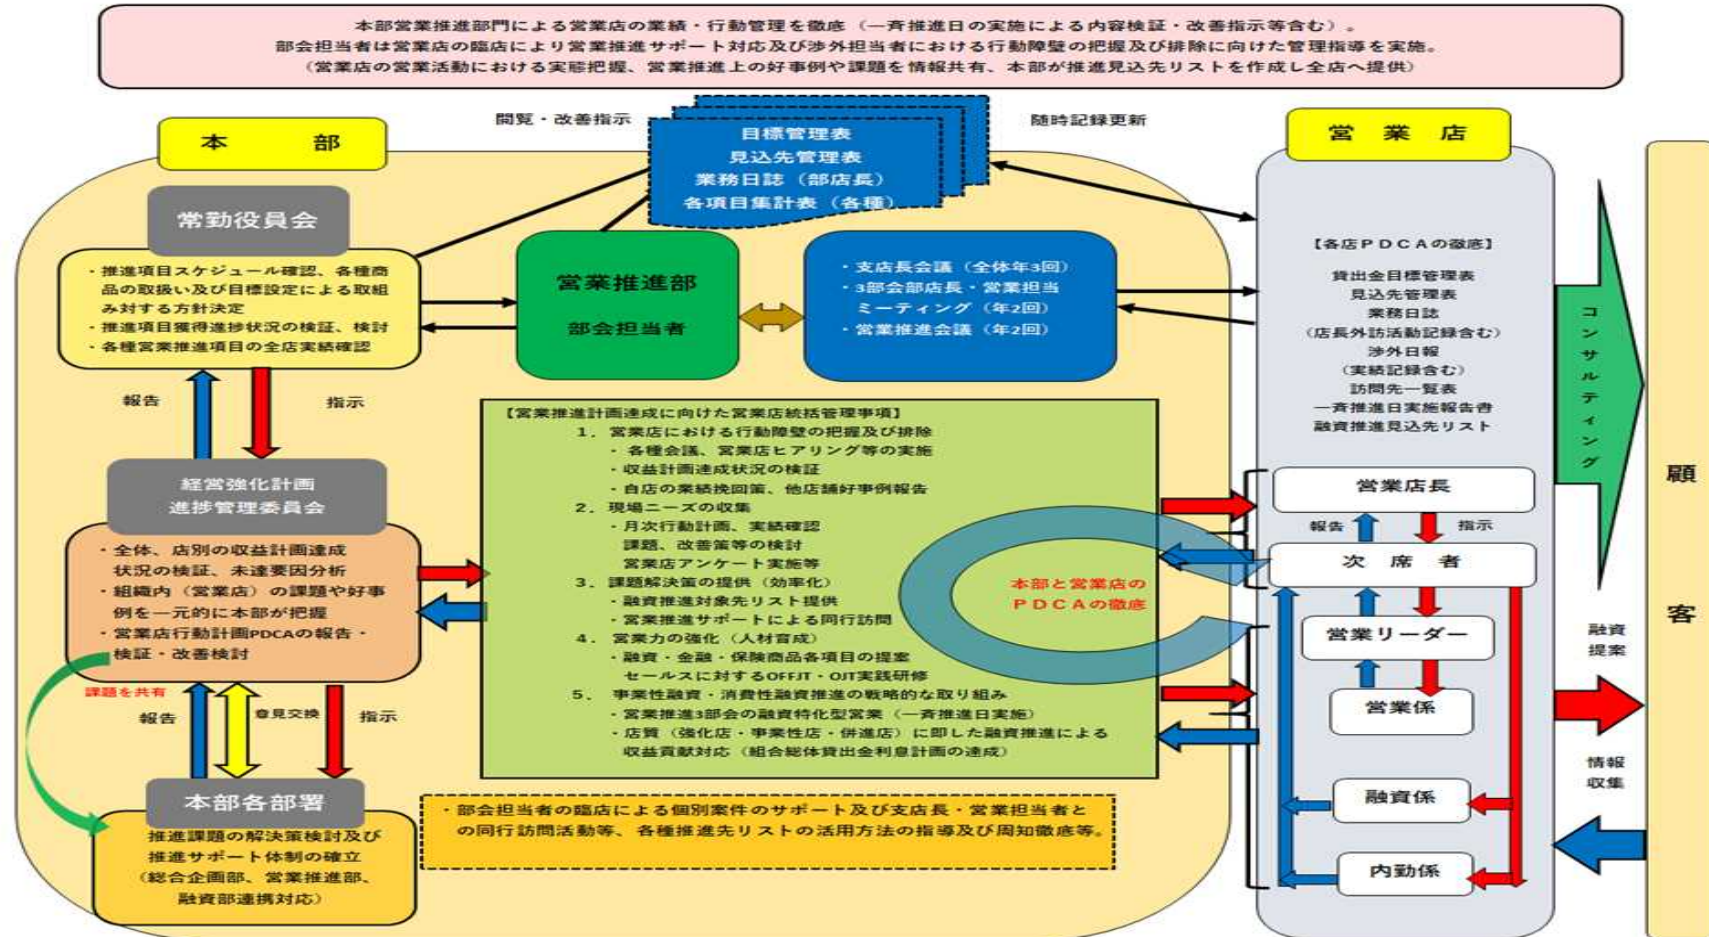 本部営業推進部門による営業店の業績・行動管理を徹底（一斉推進日の実施による内容検証・改善指示等含む）。
部会担当者は営業店の臨店により営業推進サポート対応及び渉外担当者における行動障壁の把握及び排除に向けた管理指導を実施。
（営業店の営業活動における実態把握、営業推進上の好事例や課題を情報共有、本部が推進見込先リストを作成し全店へ提供）
本　部
閲覧・改善指示
目標管理表
見込先管理表
業務日誌（部店長）
各項目集計表（各種）
随時記録更新
営　業　店
常勤役員会
・推進項目スケジュール確認、各種商
品の取扱い及び目標設定による取組
み対する方針決定
・推進項目獲得進捗状況の検証、検討
・各種営業推進項目の全店実績確認
営業推進部
部会担当者
・支店長会議（全体年3回）
・3部会部店長・営業担当
ミーティング（年2回）
・営業推進会議（年2回）
【各店ＰＤＣＡの徹底】
貸出金目標管理表
見込先管理表
業務日誌
（店長外訪活動記録含む）
渉外日報
（実績記録含む）
訪問先一覧表
一斉推進日実施報告書
融資推進見込先リスト
コンサルティング
顧　客
報告
指示
経営強化計画
進捗管理委員会
・全体、店別の収益計画達成
状況の検証、未達要因分析
・組織内（営業店）の課題や好事
例を一元的に本部が把握
・営業店行動計画PDCAの報告・
検証・改善検討
課題を共有
報告
意見交換
指示
本部各部署
推進課題の解決策検討及び
推進サポート体制の確立
（総合企画部、営業推進部、
融資部連携対応）
【営業推進計画達成に向けた営業店統括管理事項】
1．営業店における行動障壁の把握及び排除
・各種会議、営業店ヒアリング等の実施
・収益計画達成状況の検証
・自店の業績挽回策、他店舗好事例報告
2．現場ニーズの収集
・月次行動計画、実績確認
課題、改善策等の検討
営業店アンケート実施等
3．課題解決策の提供（効率化）
・融資推進対象先リスト提供
・営業推進サポートによる同行訪問
4．営業力の強化（人材育成）
・融資・金融・保険商品各項目の提案
セールスに対するOFFJT・OJT実践研修
5．事業性融資・消費性融資推進の戦略的な取り組み
・営業推進3部会の融資特化型営業（一斉推進日実施）
・店質（強化店・事業性店・併進店）に即した融資推進による
収益貢献対応（組合総体貸出金利息計画の達成）
本部と営業店の
ＰＤＣＡの徹底
・部会担当者の臨店による個別案件のサポート及び支店長・営業担当者と
の同行訪問活動等、各種推進先リストの活用方法の指導及び周知徹底等。
営業店長
報告
指示
次　席　者
営業リーダー
営業係
融資係
内勤係
融資
提案
情報
収集